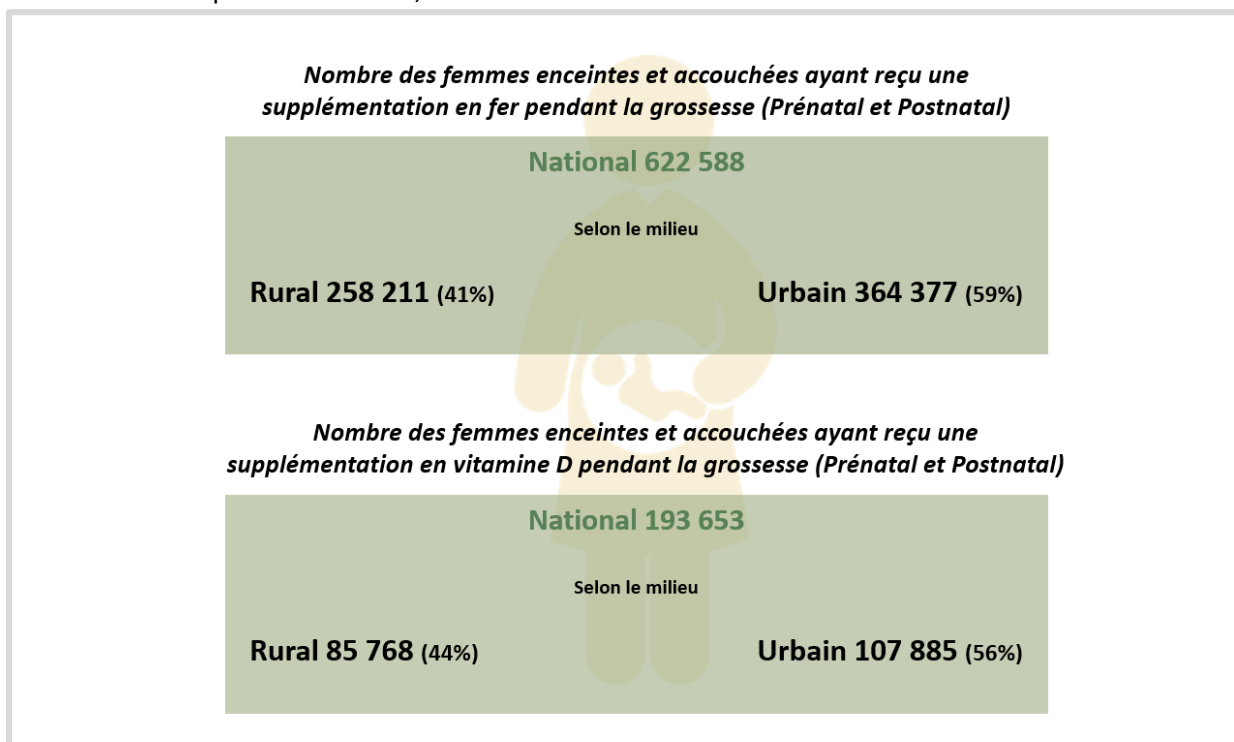 Nombre des femmes enceintes et accouchées ayant reçu une
supplémentation en fer pendant la grossesse (Prénatal et Postnatal)
National 622 588
Selon le milieu
Rural 258 211 (41%)
Urbain 364 377 (59%)
Nombre des femmes enceintes et accouchées ayant reçu une
supplémentation en vitamine D pendant la grossesse (Prénatal et Postnatal)
National 193 653
Selon le milieu
Rural 85 768 (44%)
Urbain 107 885 (56%)